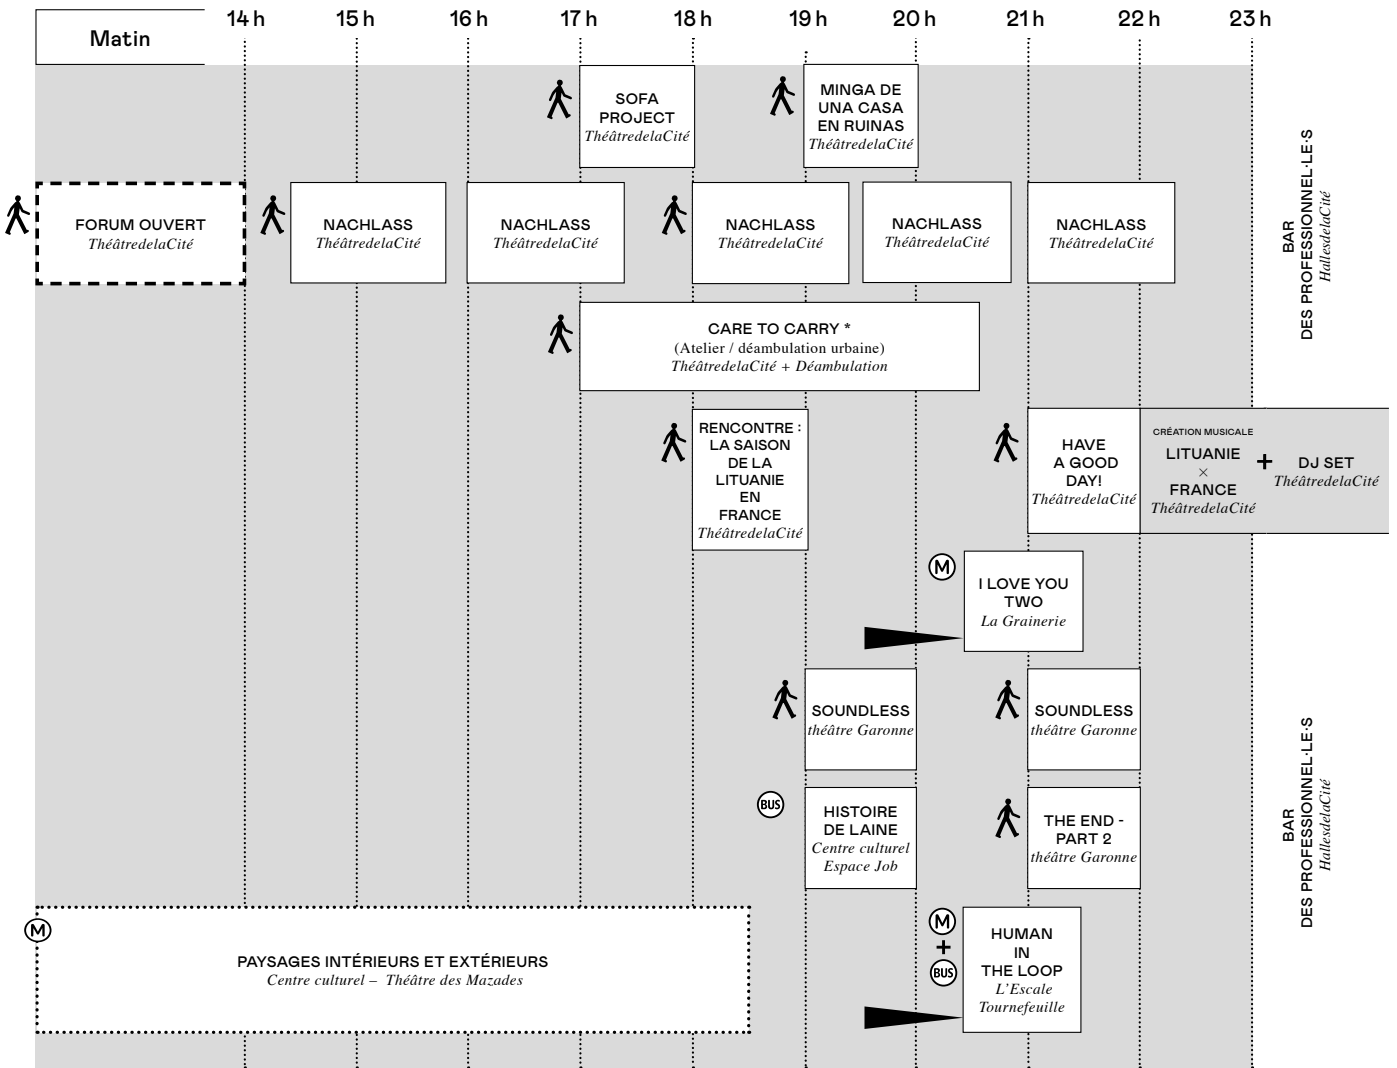 Matin
14 h
15 h
16 h
17 h
18 h
19 h
20 h
21 h
22 h
23 h
SOFA
PROJECT
ThéâtredelaCité
MINGA DE
UNA CASA
EN RUINAS
ThéâtredelaCité
FORUM OUVERT
ThéâtredelaCité
NACHLASS
ThéâtredelaCité
NACHLASS
ThéâtredelaCité
NACHLASS
ThéâtredelaCité
NACHLASS
ThéâtredelaCité
NACHLASS
ThéâtredelaCité
BAR
DES PROFESSIONNEL·LE·S
HallesdelaCité
CARE TO CARRY *
(Atelier / déambulation urbaine)
ThéâtredelaCité + Déambulation
RENCONTRE :
LA SAISON
DE LA
LITUANIE
EN
FRANCE
ThéâtredelaCité
HAVE
A GOOD
DAY!
ThéâtredelaCité
CRÉATION MUSICALE
LITUANIE
×
FRANCE
ThéâtredelaCité
+
DJ SET
ThéâtredelaCité
M
I LOVE YOU
TWO
La Grainerie
SOUNDLESS
théâtre Garonne
SOUNDLESS
théâtre Garonne
BUS
HISTOIRE
DE LAINE
Centre culturel
Espace Job
THE END -
PART 2
théâtre Garonne
BAR
DES PROFESSIONNEL·LE·S
HallesdelaCité
M
PAYSAGES INTÉRIEURS ET EXTÉRIEURS
Centre culturel – Théâtre des Mazades
M
+
BUS
HUMAN
IN
THE LOOP
L'Escale
Tournefeuille